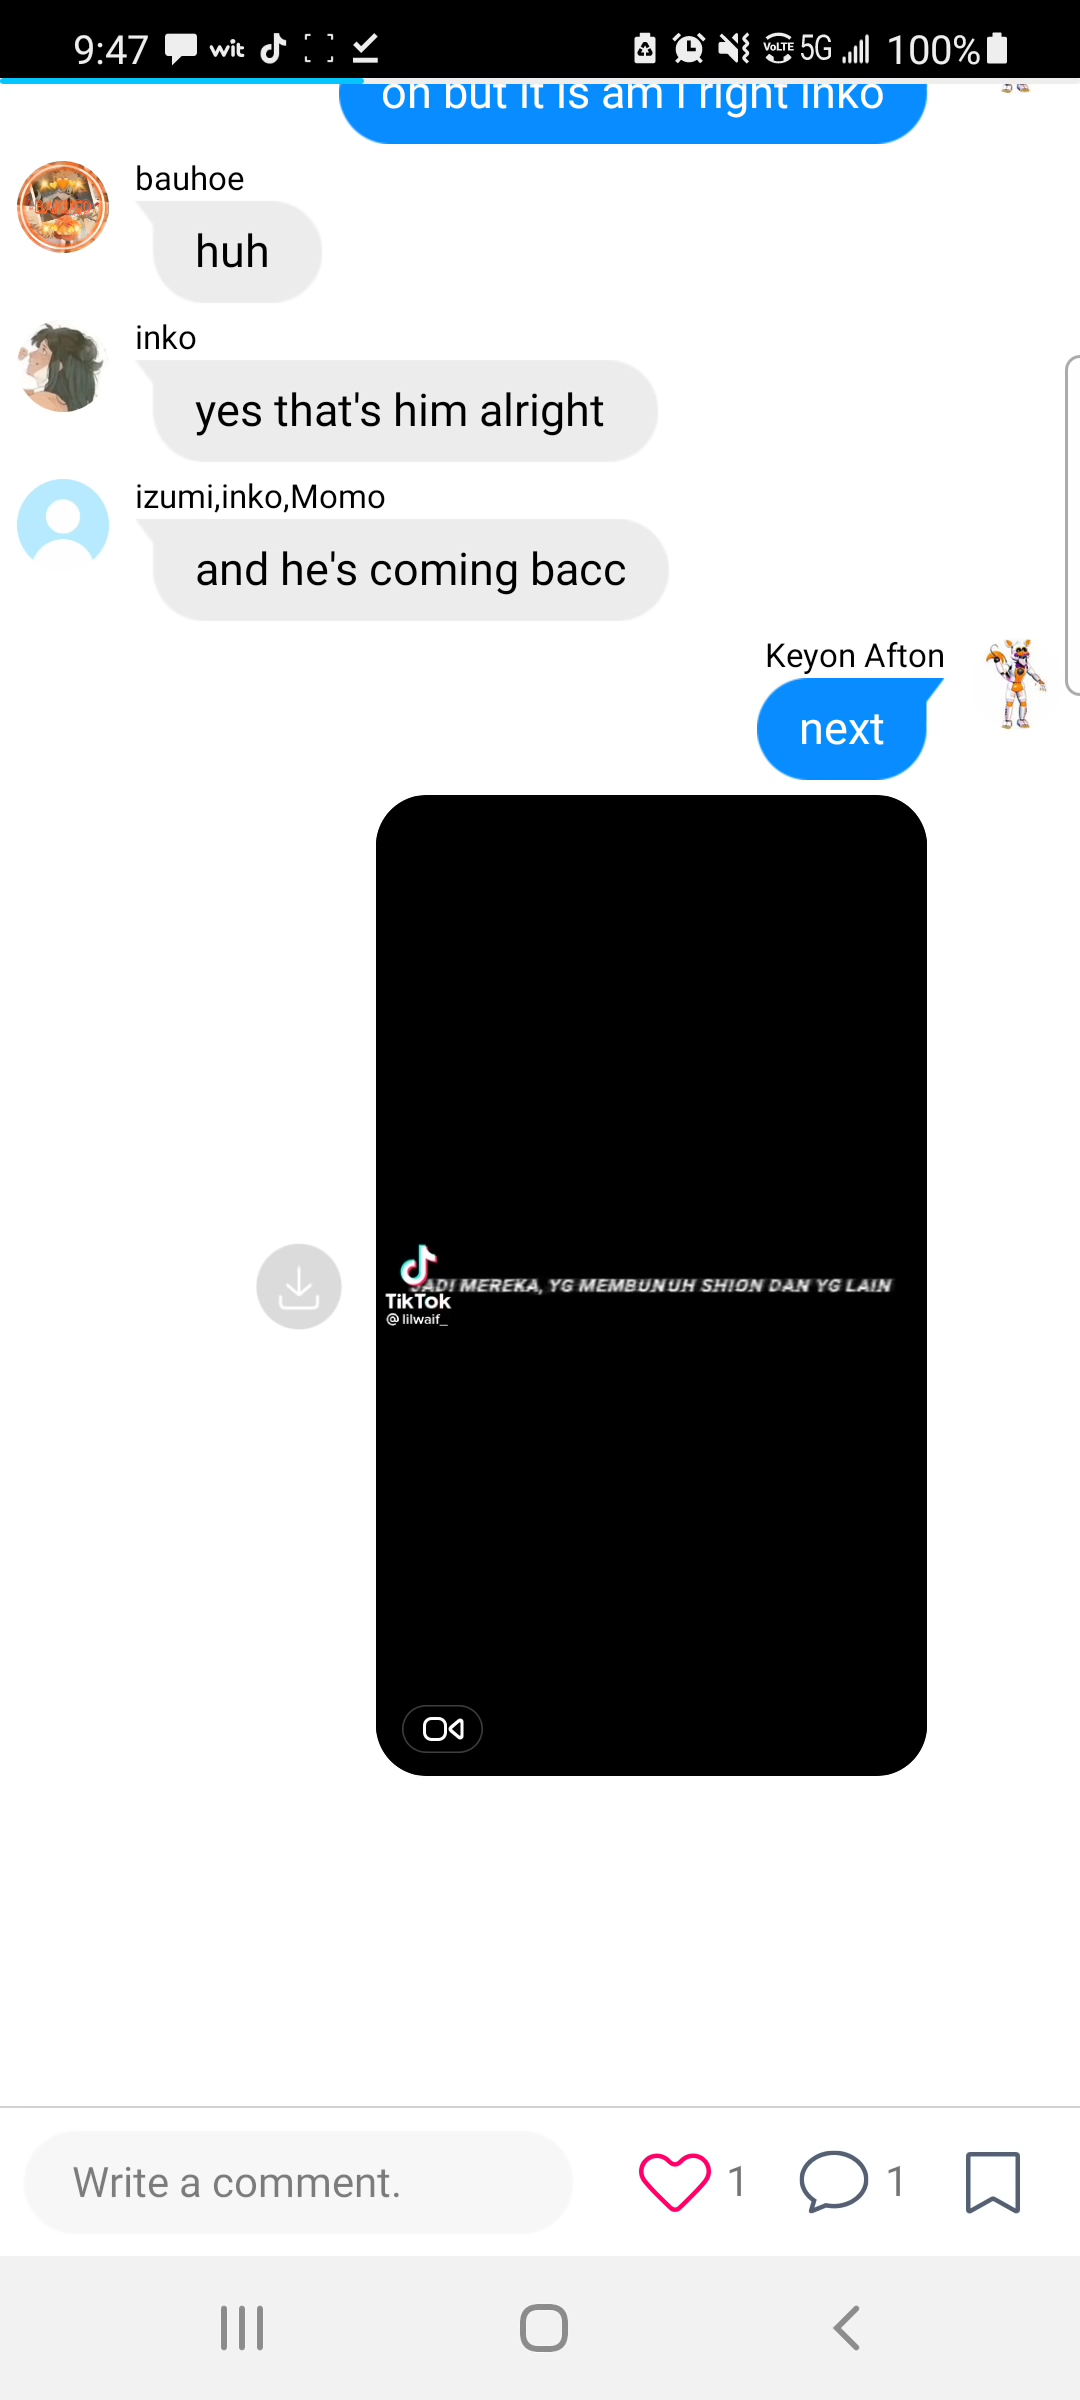 9:47 wit VoLTE 5G 100%
oh but it is am I right inko
bauhoe
huh
inko
yes that's him alright
izumi,inko,Momo
and he's coming bacc
Keyon Afton
next
JADI MEREKA, YG MEMBUNUH SHION DAN YG LAIN
TikTok
@lilwaif_
Write a comment.
1
1